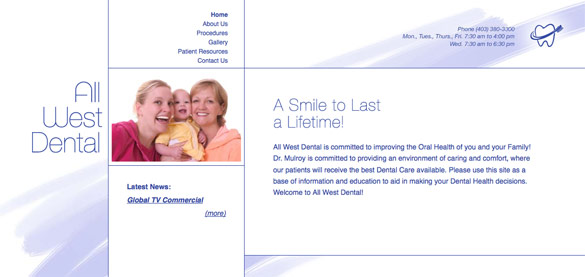 Home
About Us
Procedures
Gallery
Patient Resources
Contact Us
Phone (403) 380-3300
Mon., Tues., Thurs., Fri. 7:30 am to 4:00 pm
Wed. 7:30 am to 6:30 pm
All
West
Dental
A Smile to Last
a Lifetime!
All West Dental is committed to improving the Oral Health of you and your Family!
Dr. Mulroy is committed to providing an environment of caring and comfort, where
our patients will receive the best Dental Care available. Please use this site as a
base of information and education to aid in making your Dental Health decisions.
Welcome to All West Dental!
Latest News:
Global TV Commercial
(more)